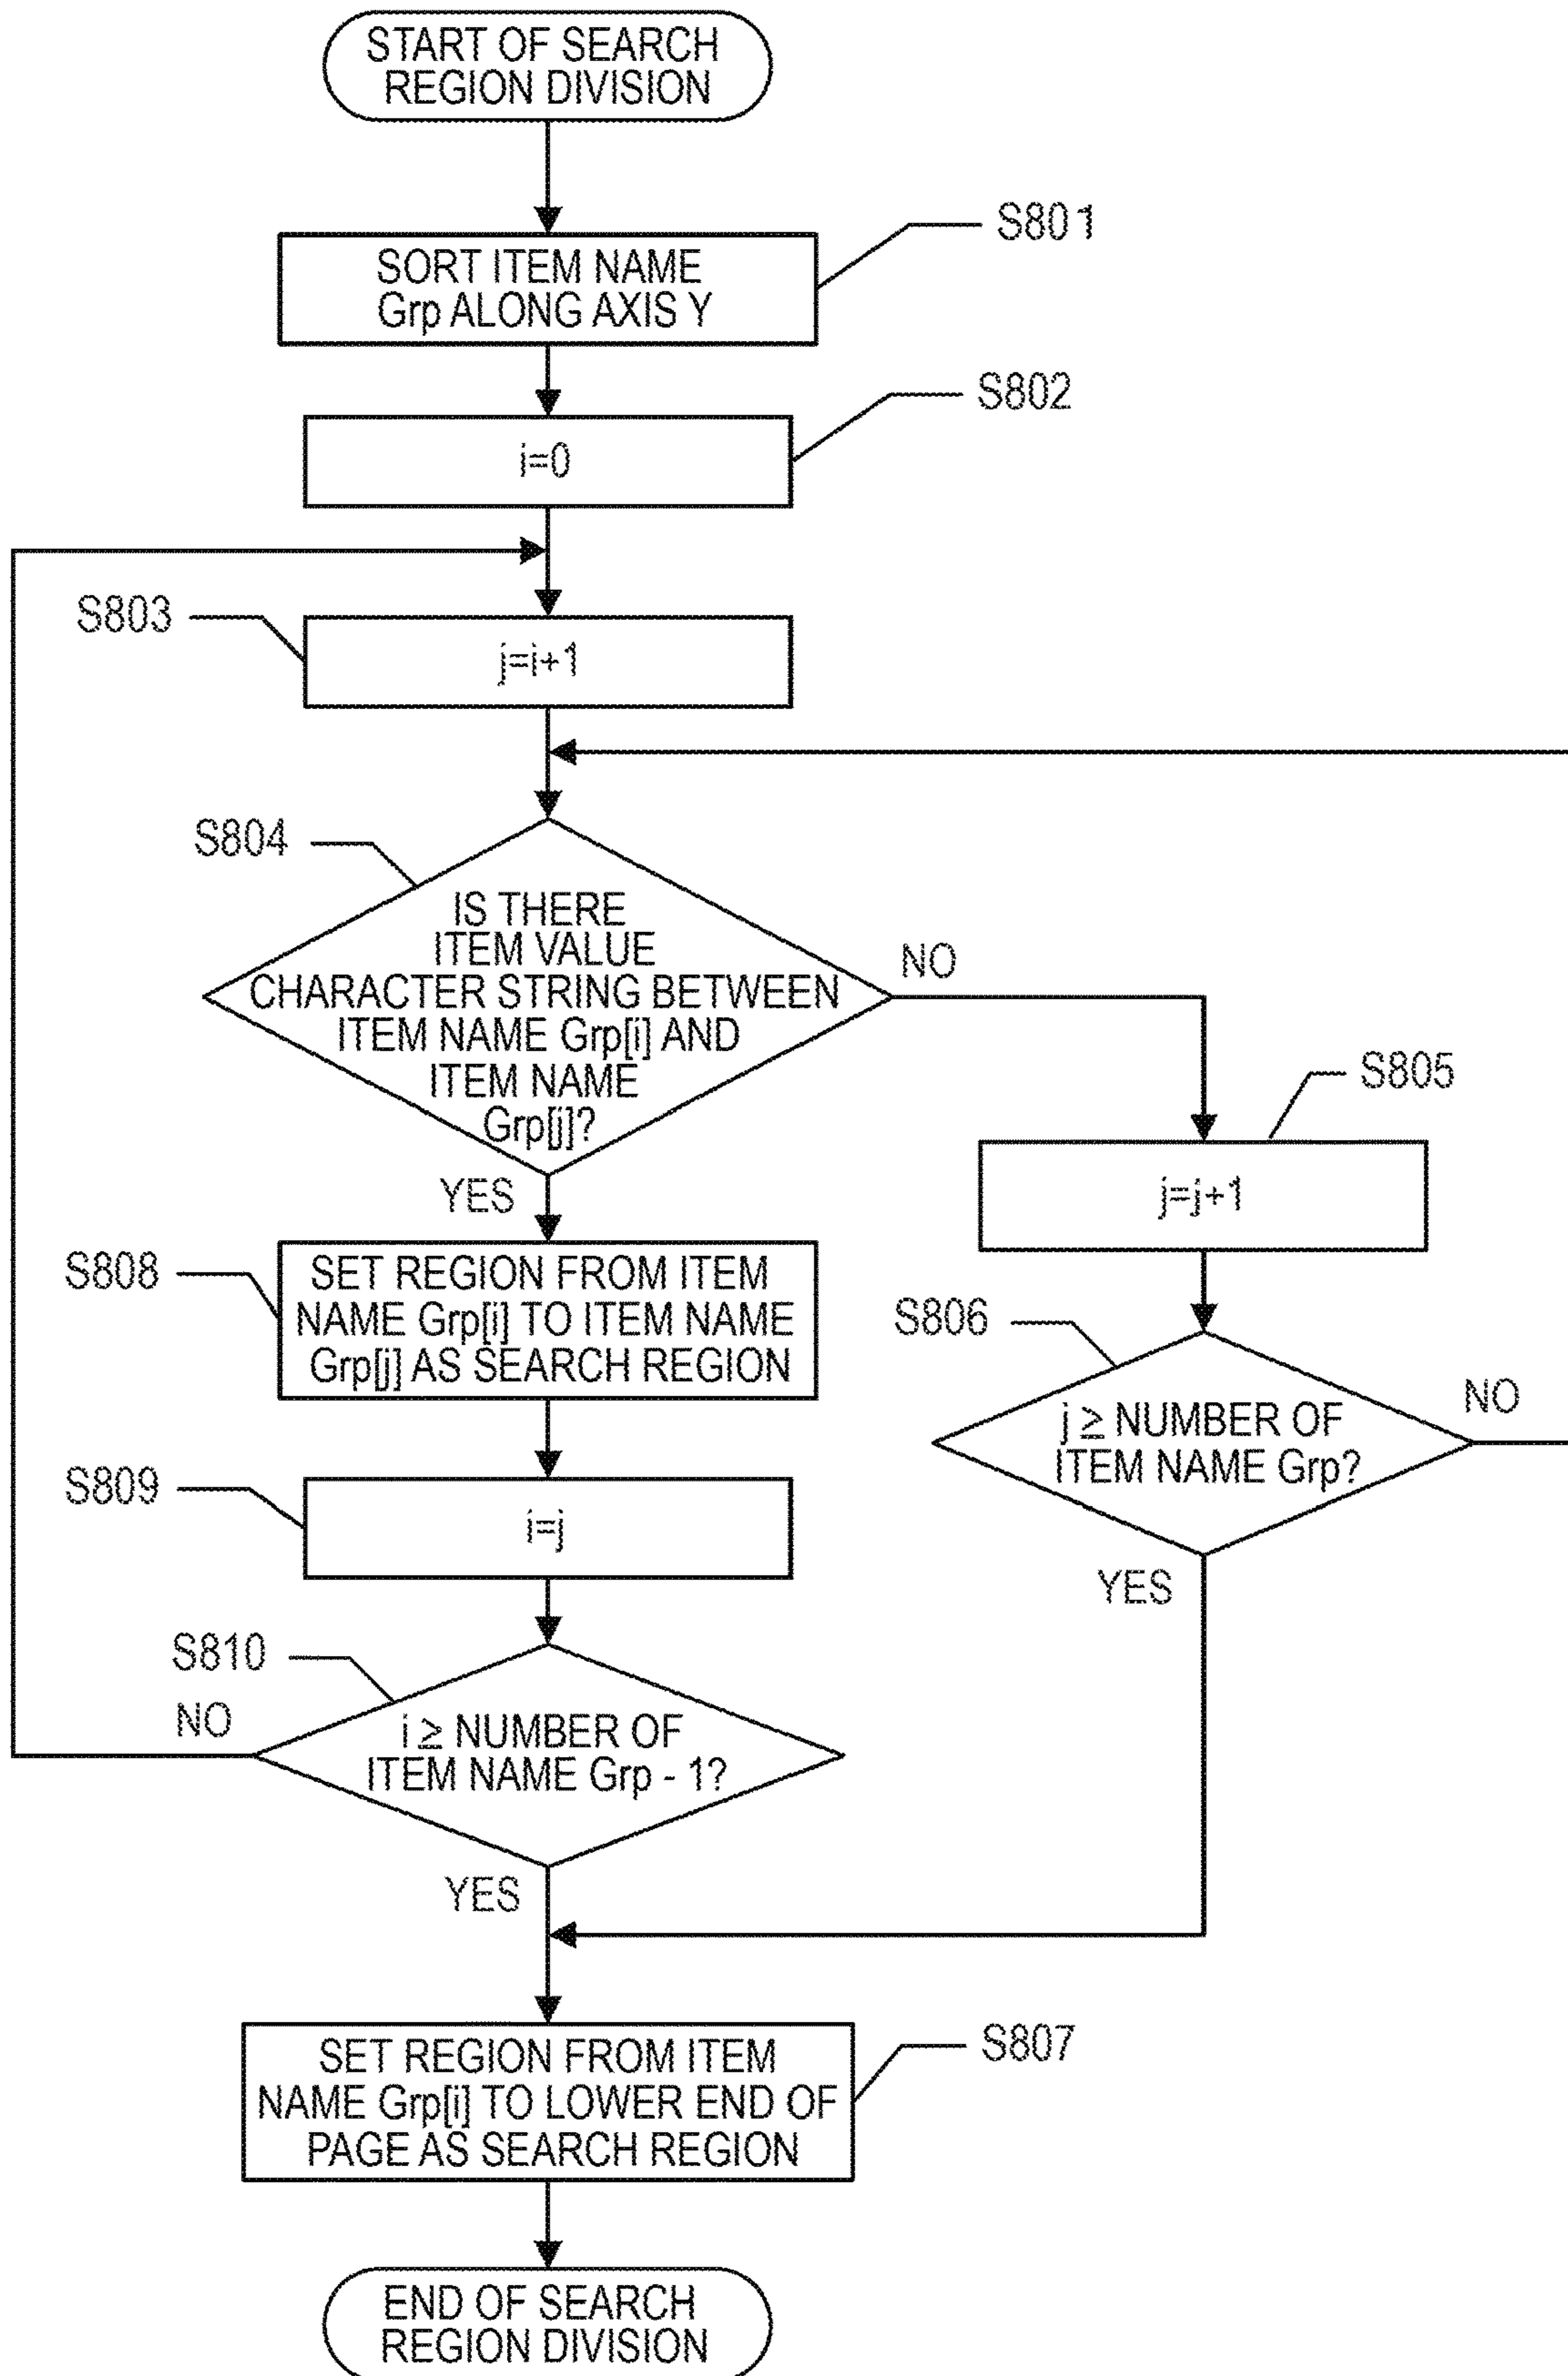 START OF SEARCH
REGION DIVISION
S801
SORT ITEM NAME
Grp ALONG AXIS Y
S802
i=0
S803
j=i+1
S804
IS THERE
ITEM VALUE
CHARACTER STRING BETWEEN
ITEM NAME Grp[i] AND
ITEM NAME
Grp[j]?
NO
YES
S805
j=j+1
S808
SET REGION FROM ITEM
NAME Grp[i] TO ITEM NAME
Grp[j] AS SEARCH REGION
S806
j ≥ NUMBER OF
ITEM NAME Grp?
NO
YES
S809
i=j
S810
i ≥ NUMBER OF
ITEM NAME Grp - 1?
NO
YES
S807
SET REGION FROM ITEM
NAME Grp[i] TO LOWER END OF
PAGE AS SEARCH REGION
END OF SEARCH
REGION DIVISION